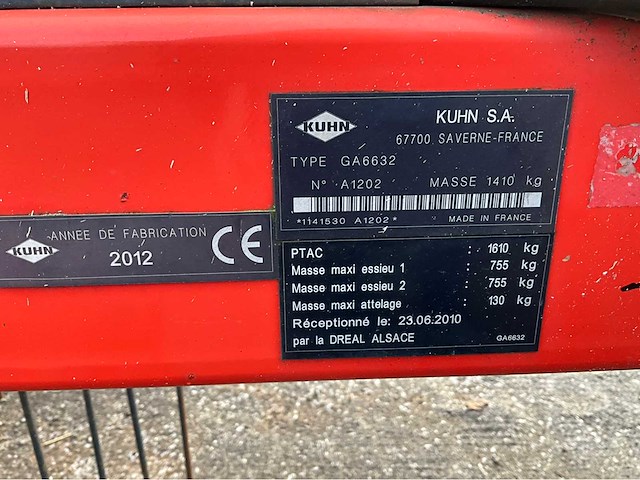 KUHN
KUHN S.A.
67700 SAVERNE-FRANCE
TYPE GA6632
N° A1202 MASSE 1410 kg
*1141530 A1202*
MADE IN FRANCE
KUHN
ANNEE DE FABRICATION
2012
CE
PTAC : 1610 kg
Masse maxi essieu 1 : 755 kg
Masse maxi essieu 2 : 755 kg
Masse maxi attelage : 130 kg
Réceptionné le: 23.06.2010
par la DREAL ALSACE
GA6632